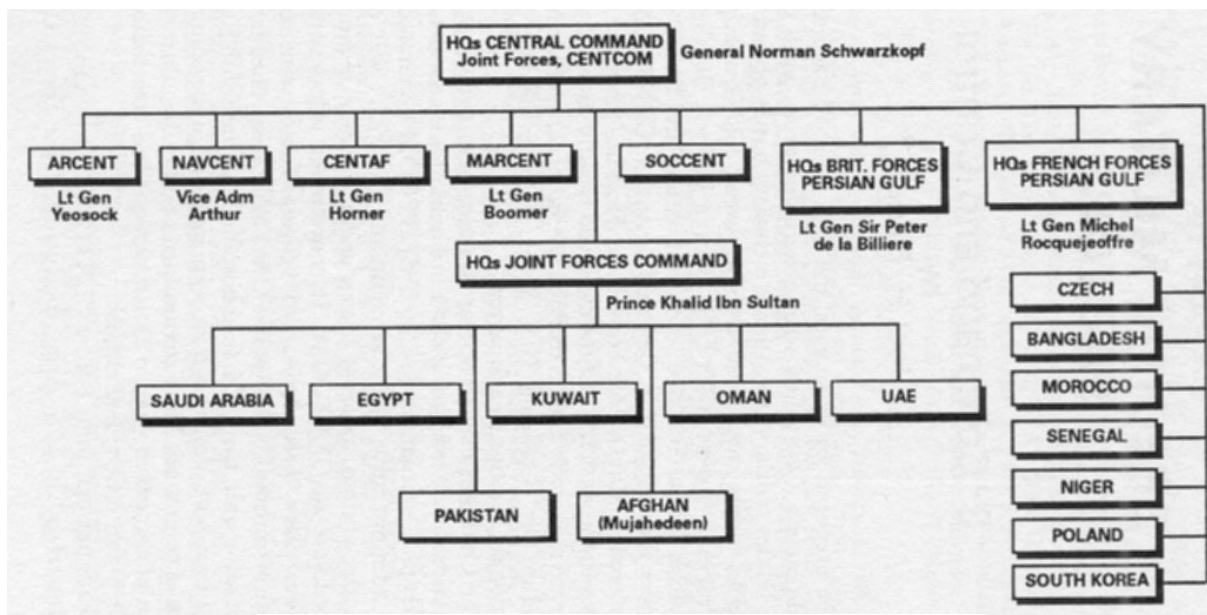 HQs CENTRAL COMMAND
Joint Forces, CENTCOM
General Norman Schwarzkopf
ARCENT
Lt Gen
Yeosock
NAVCENT
Vice Adm
Arthur
CENTAF
Lt Gen
Horner
MARCENT
Lt Gen
Boomer
SOCCENT
HQs BRIT. FORCES
PERSIAN GULF
Lt Gen Sir Peter
de la Billiere
HQs FRENCH FORCES
PERSIAN GULF
Lt Gen Michel
Rocquejeoffre
HQs JOINT FORCES COMMAND
Prince Khalid Ibn Sultan
SAUDI ARABIA
EGYPT
KUWAIT
OMAN
UAE
PAKISTAN
AFGHAN
(Mujahedeen)
CZECH
BANGLADESH
MOROCCO
SENEGAL
NIGER
POLAND
SOUTH KOREA